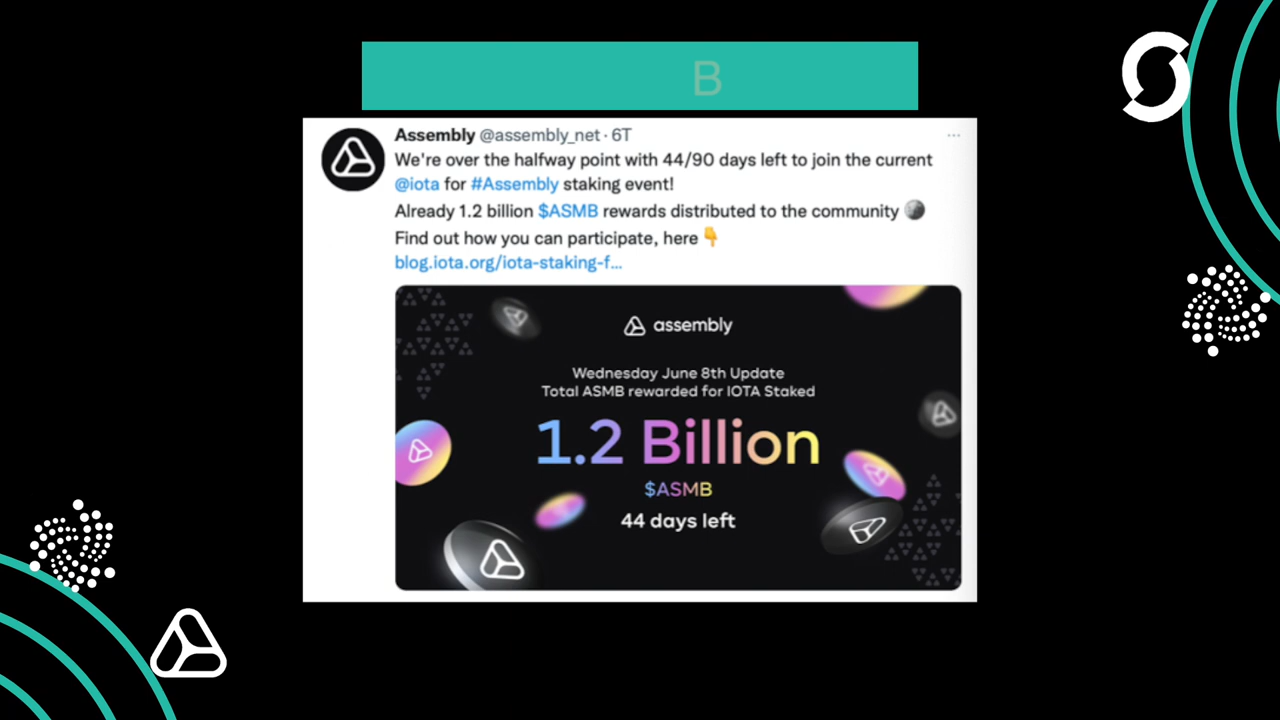 B
Assembly @assembly_net · 6T
We're over the halfway point with 44/90 days left to join the current
@iota for #Assembly staking event!
Already 1.2 billion $ASMB rewards distributed to the community 🌘
Find out how you can participate, here 👇
blog.iota.org/iota-staking-f...
assembly
Wednesday June 8th Update
Total ASMB rewarded for IOTA Staked
1.2 Billion
$ASMB
44 days left